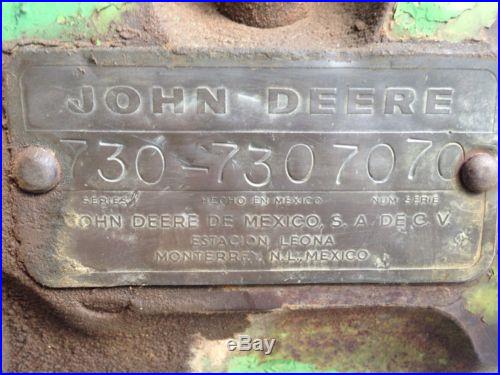 JOHN DEERE
730-7307070
SERIES HECHO EN MEXICO NUM SERIE
JOHN DEERE DE MEXICO, S.A. DE C.V.
ESTACION LEONA
MONTERREY, N.L., MEXICO
ebay